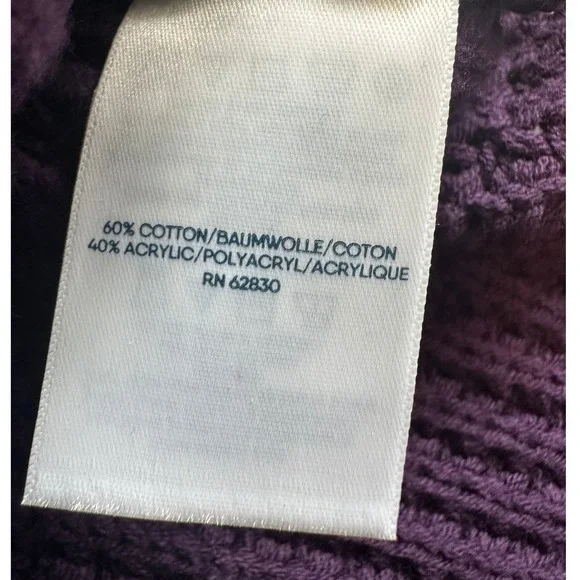 60% COTTON/BAUMWOLLE/COTON
40% ACRYLIC/POLYACRYL/ACRYLIQUE
RN 62830